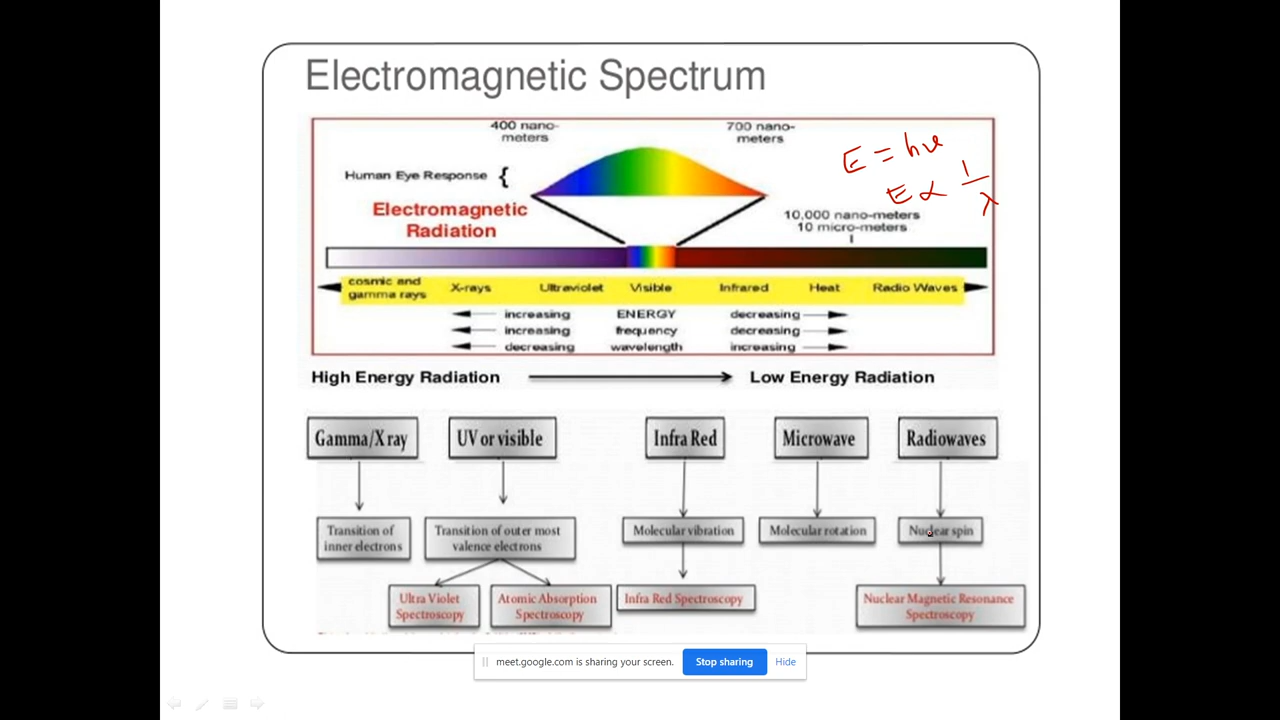 Electromagnetic Spectrum
400 nano-
meters
700 nano-
meters
E = hν
E ∝ 1/λ
Human Eye Response {
Electromagnetic
Radiation
10,000 nano-meters
10 micro-meters
cosmic and
gamma rays
X-rays
Ultraviolet
Visible
Infrared
Heat
Radio Waves
increasing ENERGY decreasing
increasing frequency decreasing
decreasing wavelength increasing
High Energy Radiation
Low Energy Radiation
Gamma/X ray
UV or visible
Infra Red
Microwave
Radiowaves
Transition of
inner electrons
Transition of outer most
valence electrons
Molecular vibration
Molecular rotation
Nuclear spin
Ultra Violet
Spectroscopy
Atomic Absorption
Spectroscopy
Infra Red Spectroscopy
Nuclear Magnetic Resonance
Spectroscopy
meet.google.com is sharing your screen.
Stop sharing
Hide